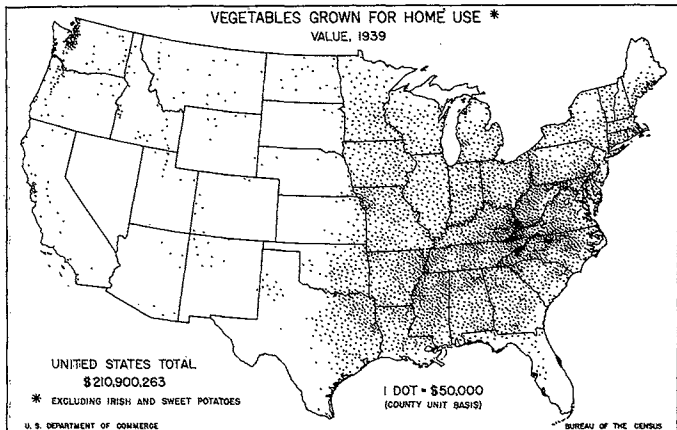 VEGETABLES GROWN FOR HOME USE *
VALUE, 1939
UNITED STATES TOTAL
$210,900,263
* EXCLUDING IRISH AND SWEET POTATOES
1 DOT = $50,000
(COUNTY UNIT BASIS)
U. S. DEPARTMENT OF COMMERCE
BUREAU OF THE CENSUS